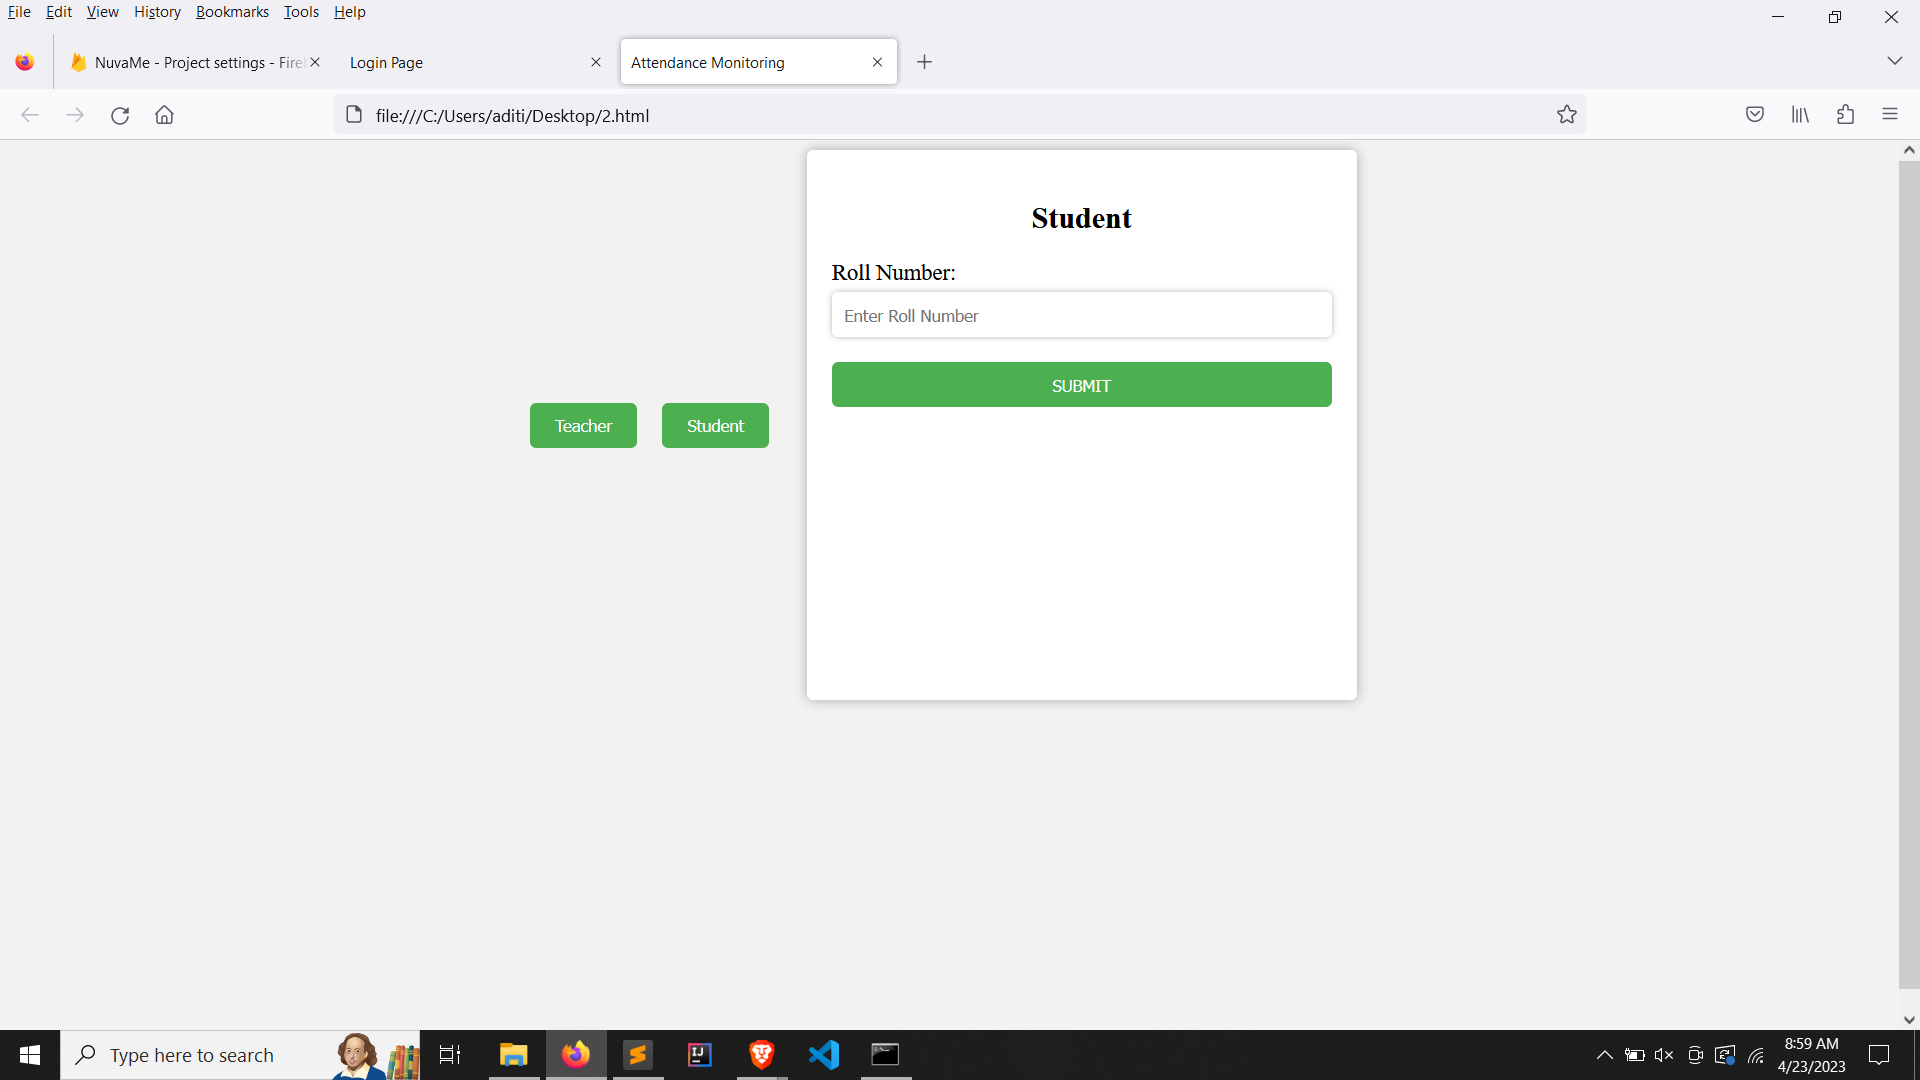 File Edit View History Bookmarks Tools Help
NuvaMe - Project settings - Fire
Login Page
Attendance Monitoring
file:///C:/Users/aditi/Desktop/2.html
Student
Roll Number:
Enter Roll Number
SUBMIT
Teacher
Student
Type here to search
IJ
8:59 AM
4/23/2023